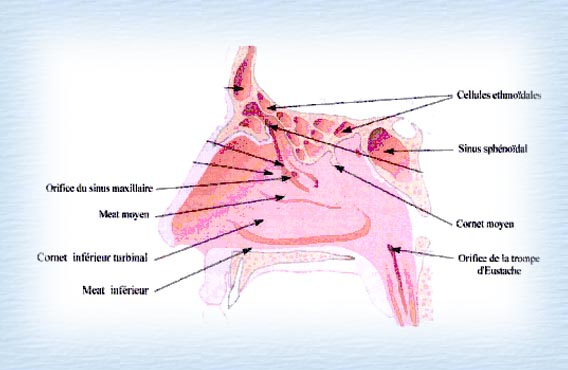 Cellules ethmoïdales
Sinus sphénoïdal
Orifice du sinus maxillaire
Meat moyen
Cornet moyen
Cornet inférieur turbinal
Orifice de la trompe
d'Eustache
Meat inférieur